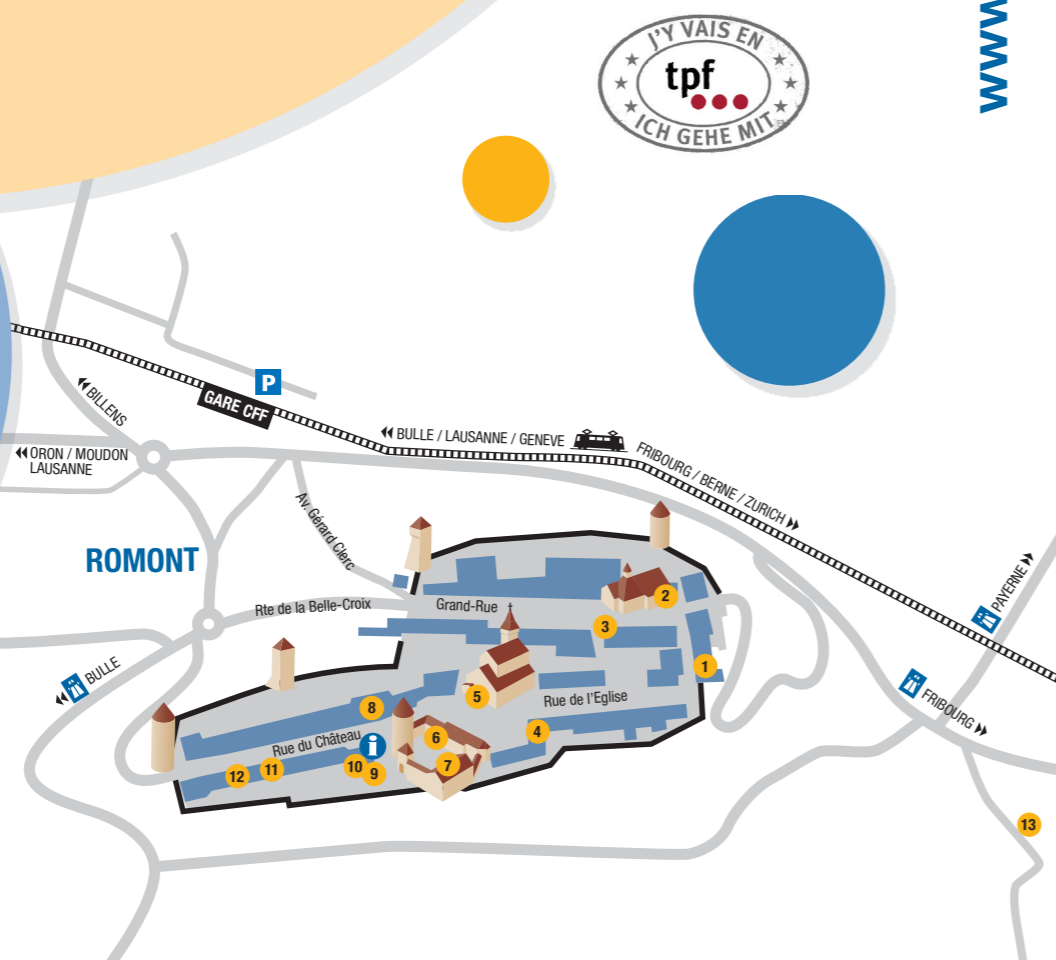 J'Y VAIS EN
tpf
ICH GEHE MIT
www
P
GARE CFF
BILLENS
BULLE / LAUSANNE / GENEVE
FRIBOURG / BERNE / ZURICH
ORON / MOUDON
LAUSANNE
Av. Gérard Clerc
ROMONT
PAYERNE
Rte de la Belle-Croix
Grand-Rue
2
3
1
BULLE
5
Rue de l'Eglise
FRIBOURG
8
4
Rue du Château
i
6
7
12
11
10
9
13